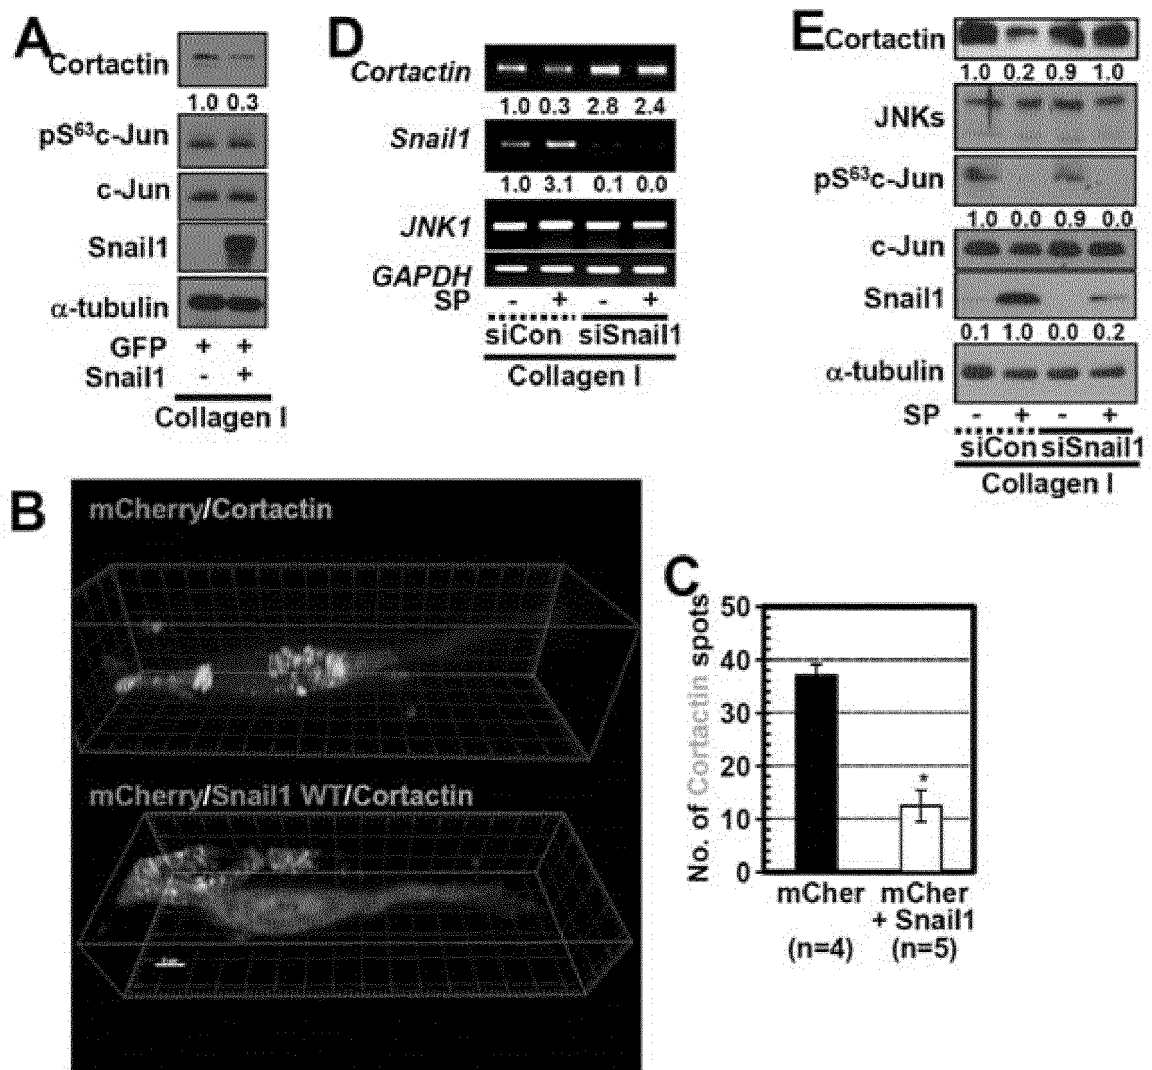 A
Cortactin
1.0 0.3
pS⁶³c-Jun
c-Jun
Snail1
α-tubulin
GFP + +
Snail1 - +
Collagen I
D
Cortactin
1.0 0.3 2.8 2.4
Snail1
1.0 3.1 0.1 0.0
JNK1
GAPDH
SP - + - +
siCon siSnail1
Collagen I
E
Cortactin
1.0 0.2 0.9 1.0
JNKs
pS⁶³c-Jun
1.0 0.0 0.9 0.0
c-Jun
Snail1
0.1 1.0 0.0 0.2
α-tubulin
SP - + - +
siCon siSnail1
Collagen I
B
mCherry/Cortactin
mCherry/Snail1 WT/Cortactin
C
No. of Cortactin spots
50
40
30
20
10
0
*
mCher mCher
+ Snail1
(n=4) (n=5)